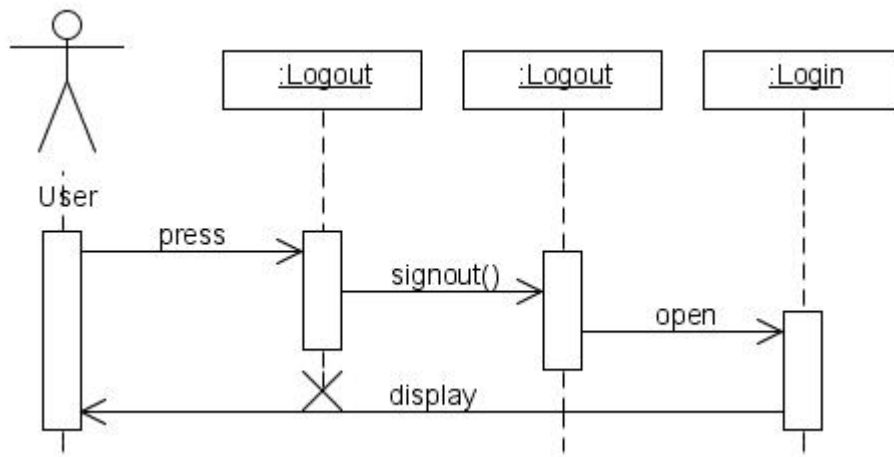 :Logout
:Logout
:Login
User
press
signout()
open
display